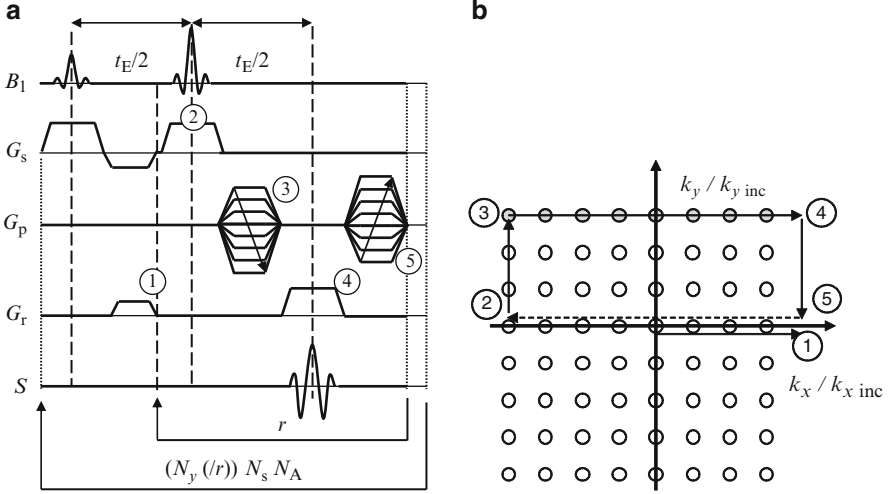 a
b
t_E/2
t_E/2
B_1
2
G_s
3
G_p
5
1
4
G_r
S
r
(N_y (/r)) N_s N_A
k_y / k_y inc
3
4
2
5
1
k_x / k_x inc